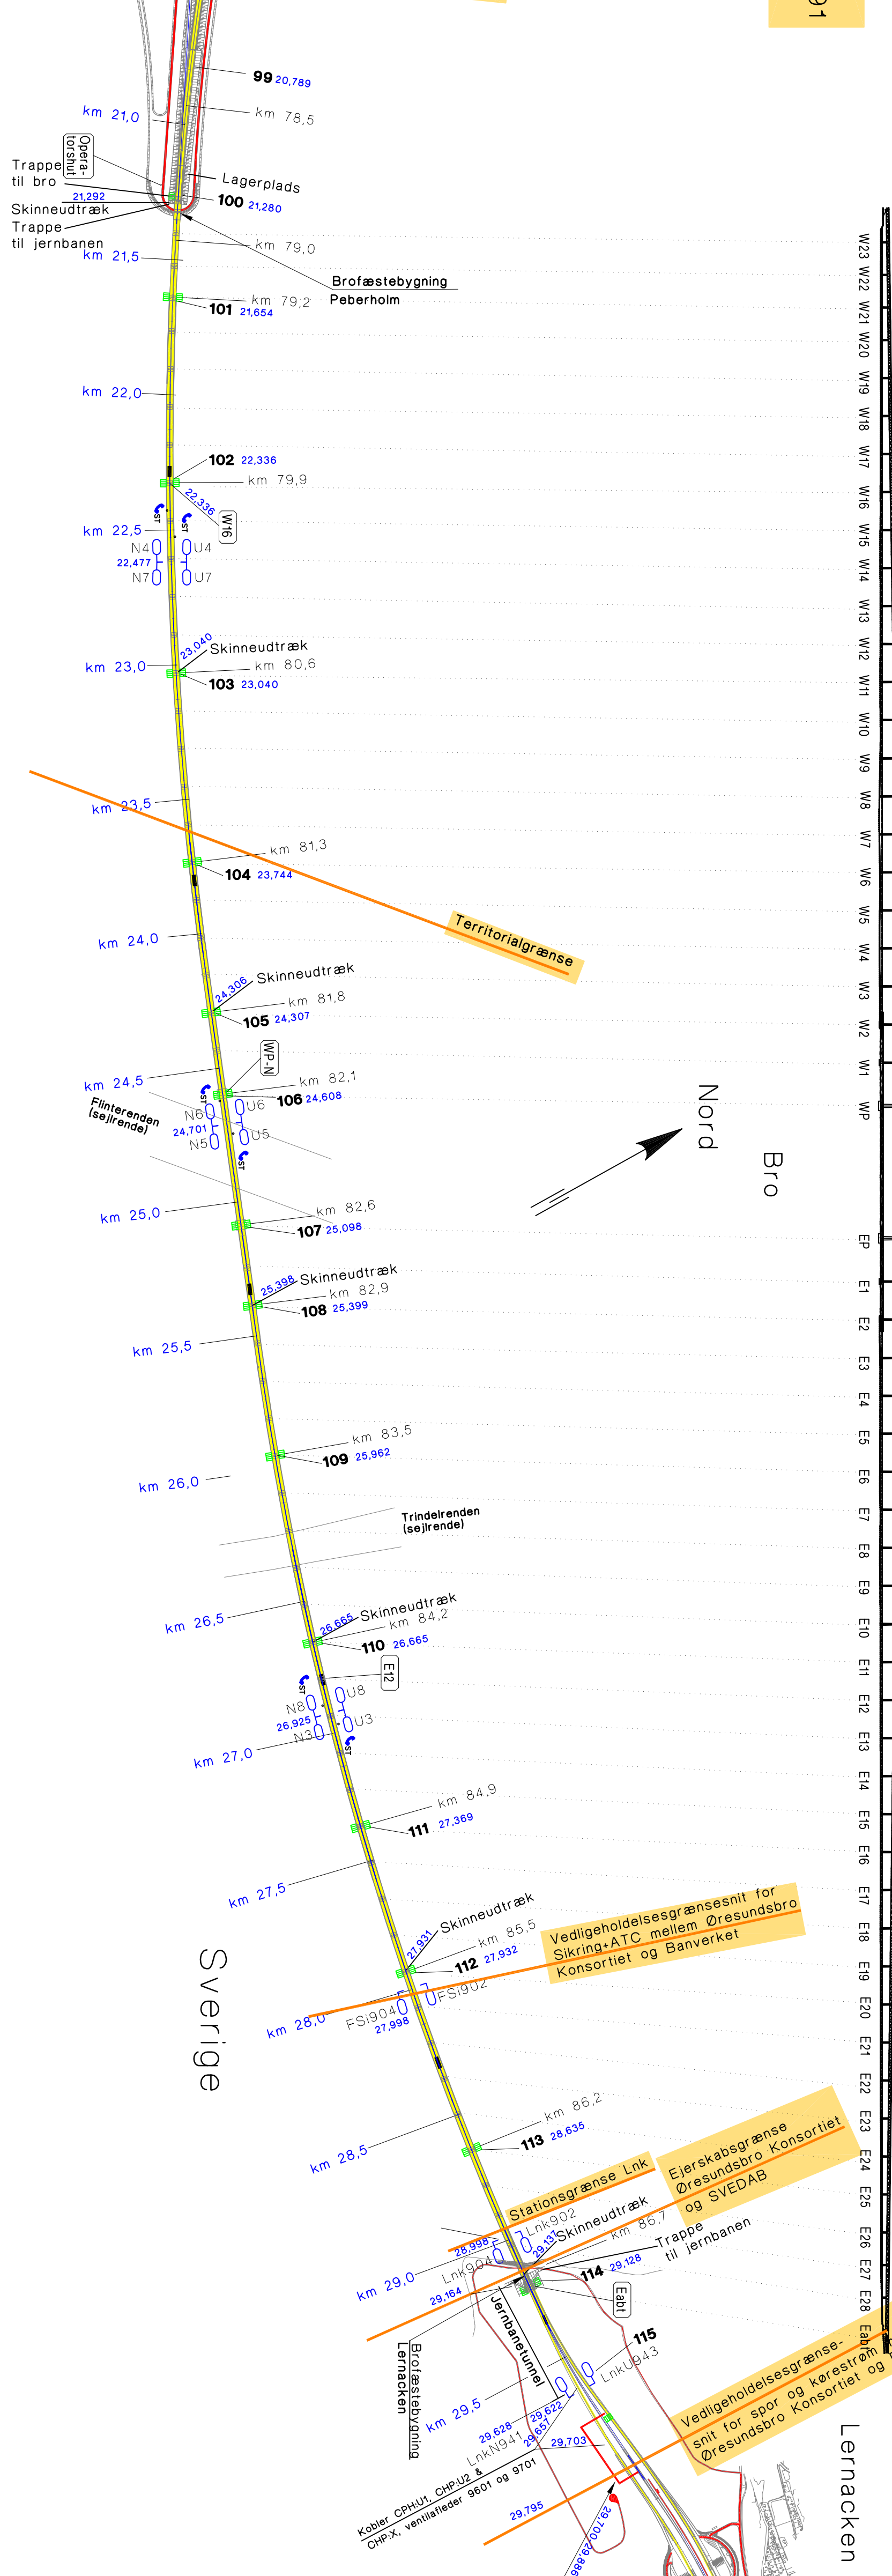 91
99 20,789
km 78,5
km 21,0
Opera-
torshut
Trappe
til bro
Lagerplads
21,292
100 21,280
Skinneudtræk
Trappe
til jernbanen
km 79,0
km 21,5
Brofæstebygning
Peberholm
km 79,2
101 21,654
km 22,0
102 22,336
km 79,9
22,336
W16
ST
ST
km 22,5
N4
U4
22,477
N7
U7
23,040
Skinneudtræk
km 23,0
km 80,6
103 23,040
km 23,5
km 81,3
104 23,744
Territorialgrænse
km 24,0
24,306
Skinneudtræk
km 81,8
105 24,307
WP-N
km 24,5
km 82,1
106 24,608
ST
Flinterenden
(sejlrende)
N6
U6
24,701
N5
U5
ST
Nord
Bro
km 25,0
km 82,6
107 25,098
25,398
Skinneudtræk
km 82,9
108 25,399
km 25,5
km 83,5
109 25,962
km 26,0
Trindelrenden
(sejlrende)
km 26,5
26,665
Skinneudtræk
km 84,2
110 26,665
E12
ST
N8
U8
26,925
N3
U3
ST
km 27,0
km 84,9
111 27,369
km 27,5
27,931
Skinneudtræk
km 85,5
112 27,932
Vedligeholdelsesgrænsesnit for
Sikring+ATC mellem Øresundsbro
Konsortiet og Banverket
FSi902
FSi904
27,998
km 28,0
Sverige
km 86,2
113 28,635
km 28,5
Stationsgrænse Lnk
Ejerskabsgrænse
Øresundsbro Konsortiet
og SVEDAB
Lnk902
28,998
29,137
Skinneudtræk
km 86,7
Trappe
til jernbanen
Lnk904
km 29,0
29,164
114 29,128
Eabt
Jernbanetunnel
Brofæstebygning
Lernacken
115
LnkU943
km 29,5
29,622
29,628
29,657
LnkN941
29,703
Kobler CPH:U1, CHP:U2 &
CHP:X, ventilatleder 9601 og 9701
29,795
29,700-29,886
Vedligeholdelsesgrænse-
snit for spor og kørestrøm
Øresundsbro Konsortiet og
Lernacken
W23
W22
W21
W20
W19
W18
W17
W16
W15
W14
W13
W12
W11
W10
W9
W8
W7
W6
W5
W4
W3
W2
W1
WP
EP
E1
E2
E3
E4
E5
E6
E7
E8
E9
E10
E11
E12
E13
E14
E15
E16
E17
E18
E19
E20
E21
E22
E23
E24
E25
E26
E27
E28
Eabt